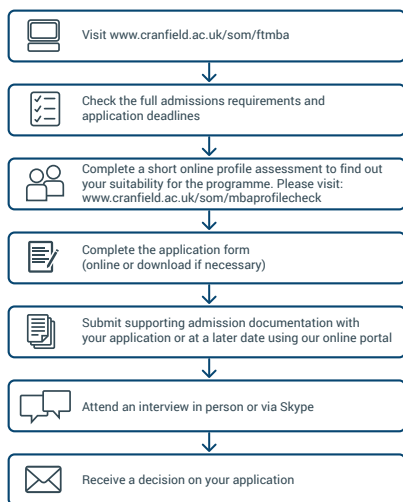 Visit www.cranfield.ac.uk/som/ftmba
Check the full admissions requirements and
application deadlines
Complete a short online profile assessment to find out
your suitability for the programme. Please visit:
www.cranfield.ac.uk/som/mbaprofilecheck
Complete the application form
(online or download if necessary)
Submit supporting admission documentation with
your application or at a later date using our online portal
Attend an interview in person or via Skype
Receive a decision on your application